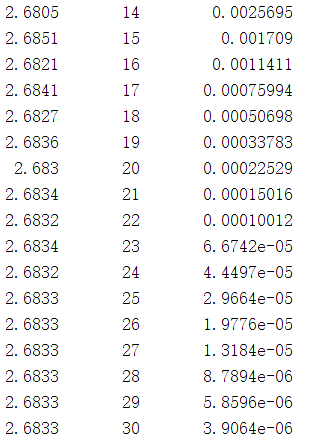 2.6805 14 0.0025695
2.6851 15 0.001709
2.6821 16 0.0011411
2.6841 17 0.00075994
2.6827 18 0.00050698
2.6836 19 0.00033783
2.683 20 0.00022529
2.6834 21 0.00015016
2.6832 22 0.00010012
2.6834 23 6.6742e-05
2.6832 24 4.4497e-05
2.6833 25 2.9664e-05
2.6833 26 1.9776e-05
2.6833 27 1.3184e-05
2.6833 28 8.7894e-06
2.6833 29 5.8596e-06
2.6833 30 3.9064e-06